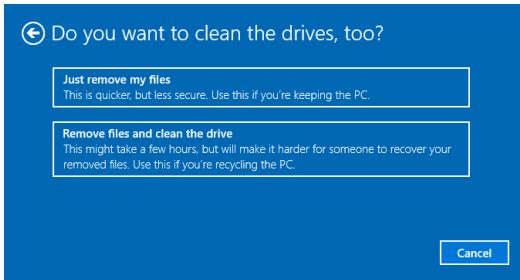 Do you want to clean the drives, too?
Just remove my files
This is quicker, but less secure. Use this if you're keeping the PC.
Remove files and clean the drive
This might take a few hours, but will make it harder for someone to recover your
removed files. Use this if you're recycling the PC.
Cancel